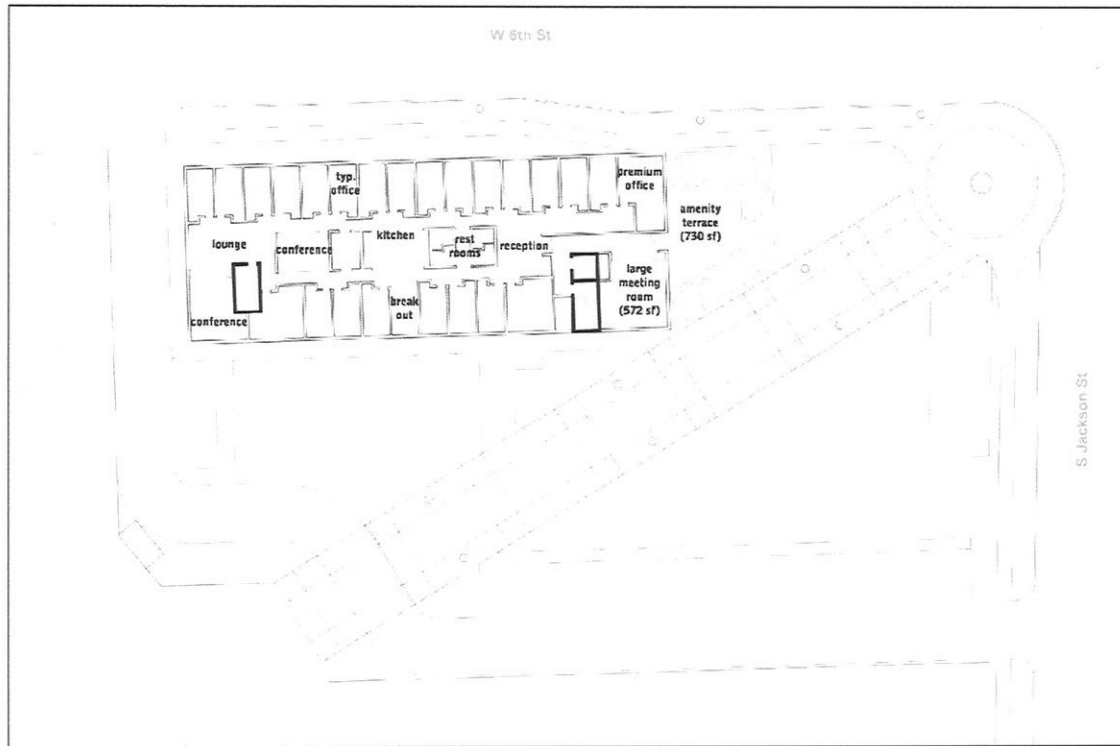 W 6th St
typ.
office
premium
office
amenity
terrace
(730 sf)
lounge
conference
kitchen
rest
rooms
reception
large
meeting
room
(572 sf)
break
out
conference
S Jackson St